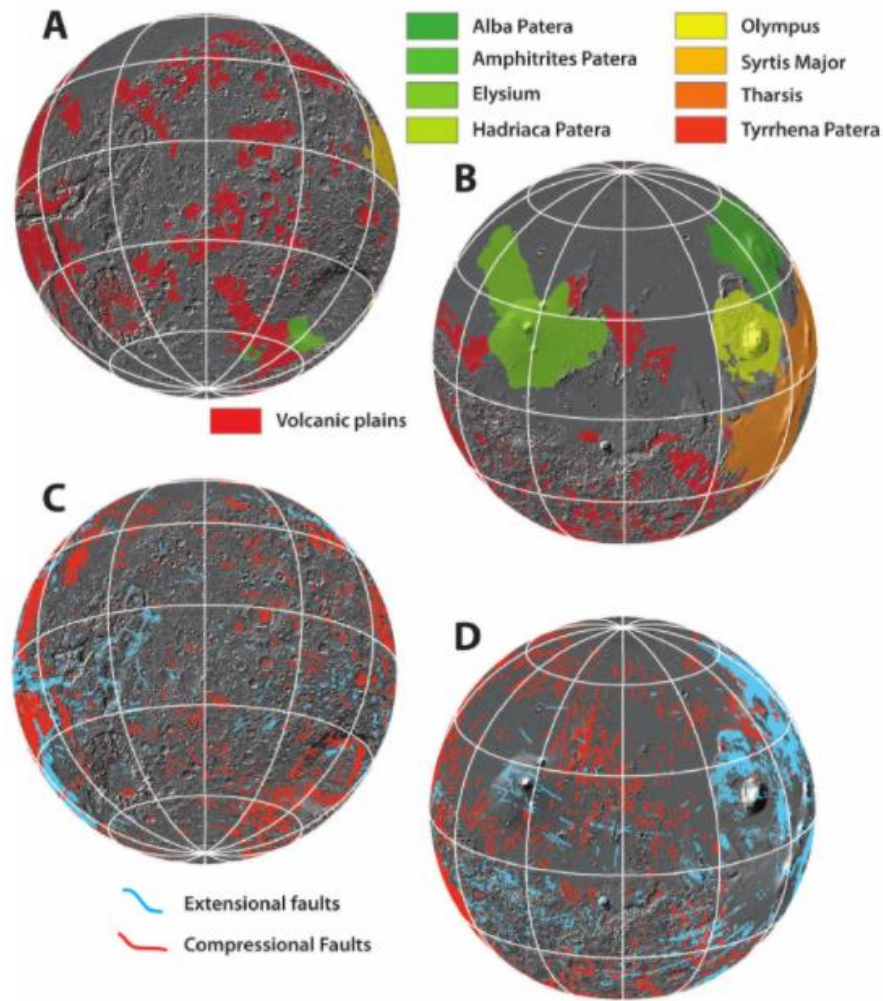 A
Alba Patera
Amphitrites Patera
Elysium
Hadriaca Patera
Olympus
Syrtis Major
Tharsis
Tyrrhena Patera
B
Volcanic plains
C
D
Extensional faults
Compressional Faults